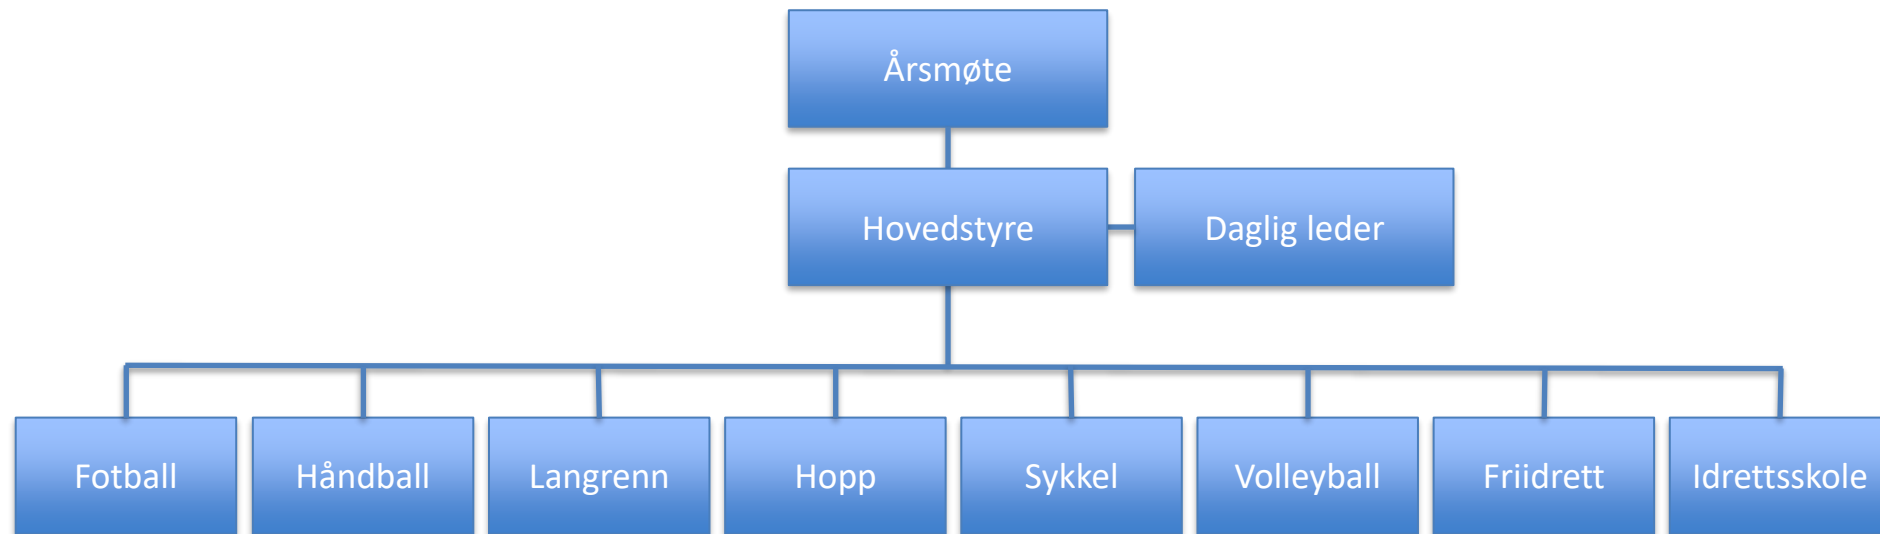 Årsmøte
Hovedstyre
Daglig leder
Fotball
Håndball
Langrenn
Hopp
Sykkel
Volleyball
Friidrett
Idrettsskole